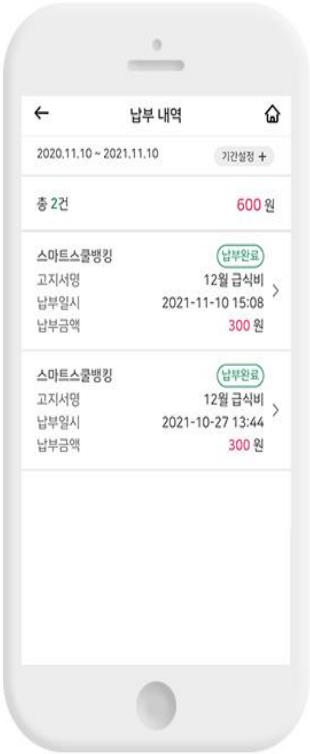 납부 내역
2020.11.10 ~ 2021.11.10 기간설정 +
총 2건 600 원
스마트스쿨뱅킹 납부완료
고지서명 12월 급식비
납부일시 2021-11-10 15:08
납부금액 300 원
스마트스쿨뱅킹 납부완료
고지서명 12월 급식비
납부일시 2021-10-27 13:44
납부금액 300 원